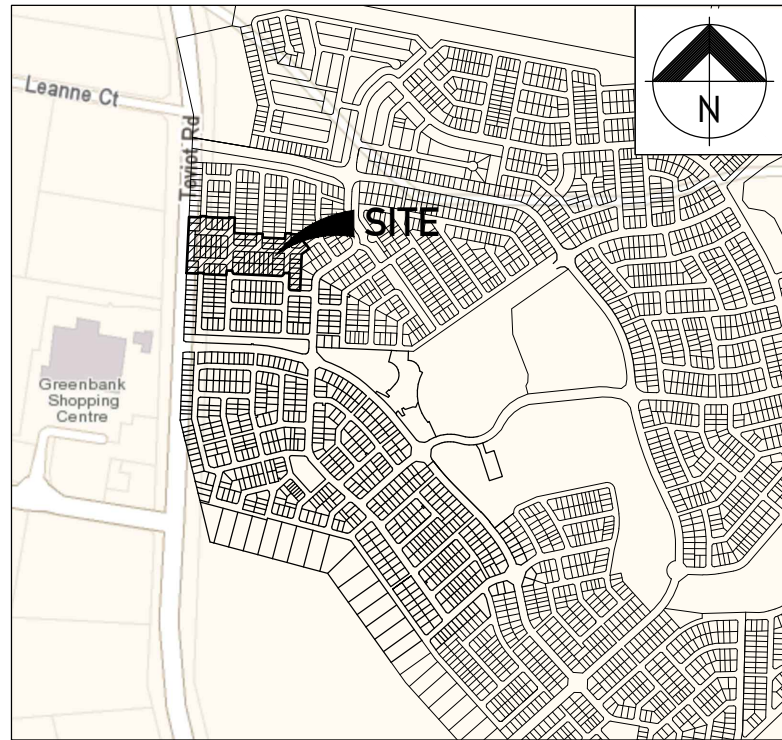 Leanne Ct
Teviot Rd
N
SITE
Greenbank
Shopping
Centre